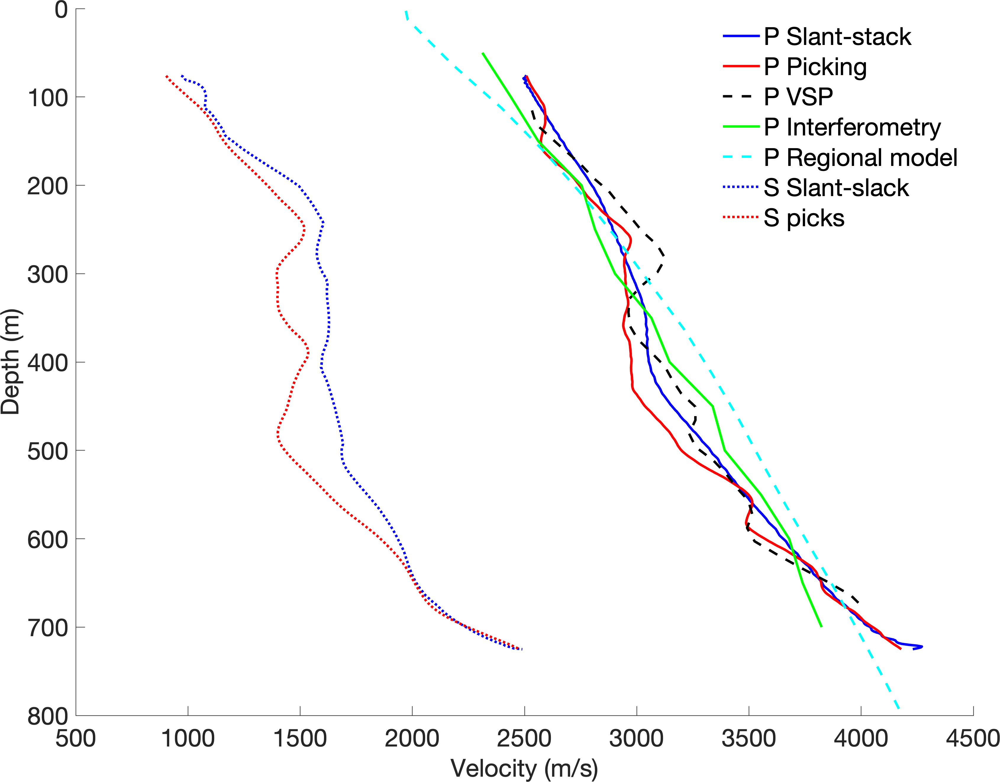 0
100
200
300
400
500
600
700
800
Depth (m)
500 1000 1500 2000 2500 3000 3500 4000 4500
Velocity (m/s)
P Slant-stack
P Picking
P VSP
P Interferometry
P Regional model
S Slant-slack
S picks